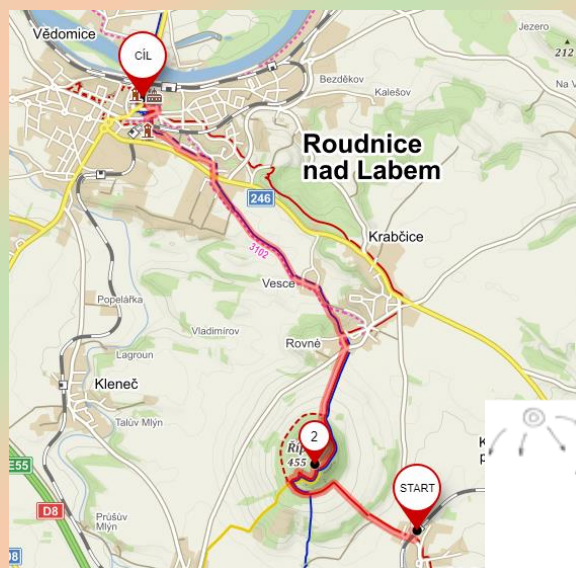 Vědomice
CÍL
Jezero
212
Bezděkov
Kalešov
Roudnice
nad Labem
246
Krabčice
3102
Vesce
Popelářka
Vladimírov
Rovné
Lagroun
Kleneč
Talův Mlýn
2
Říp
455
START
E55
D8
Průšův
Mlýn